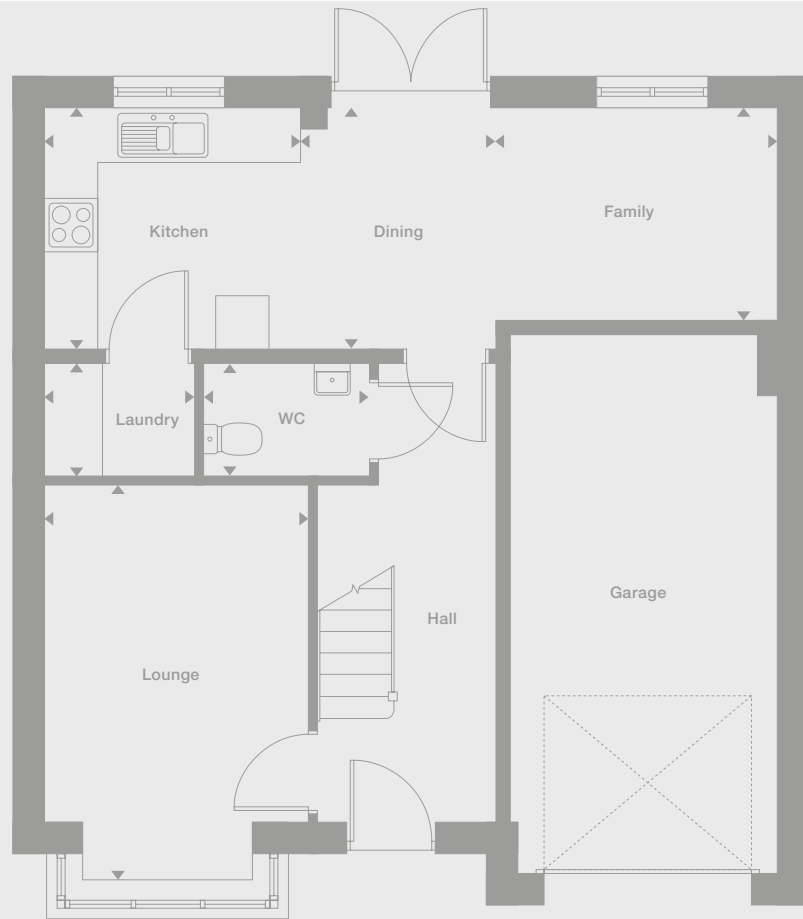 Kitchen
Dining
Family
Laundry
WC
Hall
Garage
Lounge